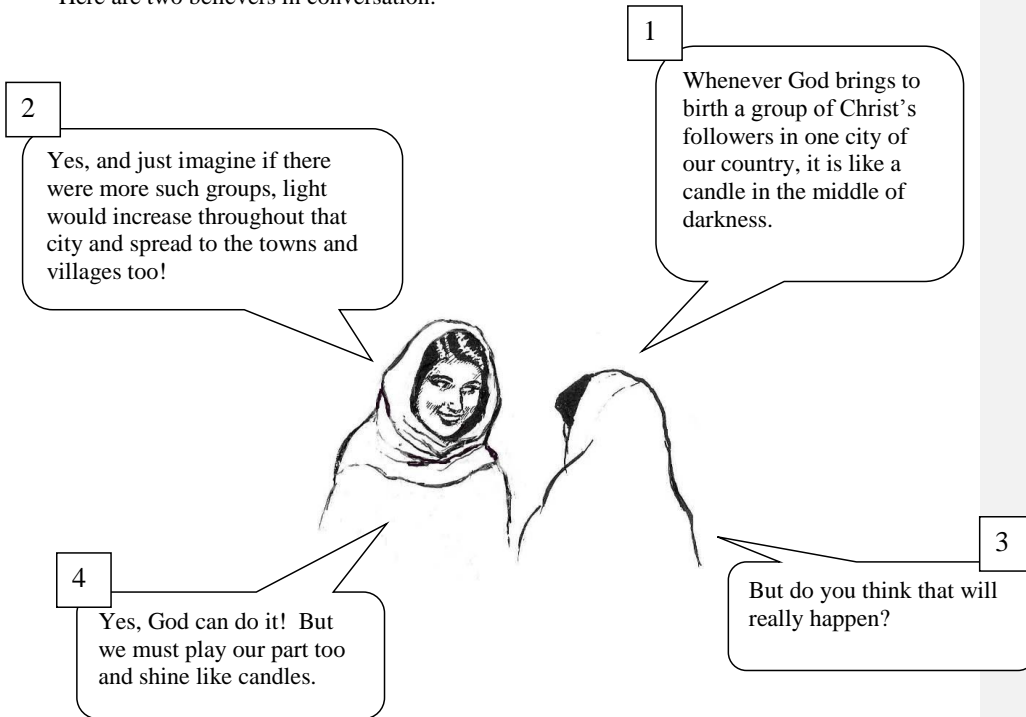 Here are two believers in conversation.
1
Whenever God brings to
birth a group of Christ’s
followers in one city of
our country, it is like a
candle in the middle of
darkness.
2
Yes, and just imagine if there
were more such groups, light
would increase throughout that
city and spread to the towns and
villages too!
3
But do you think that will
really happen?
4
Yes, God can do it!  But
we must play our part too
and shine like candles.